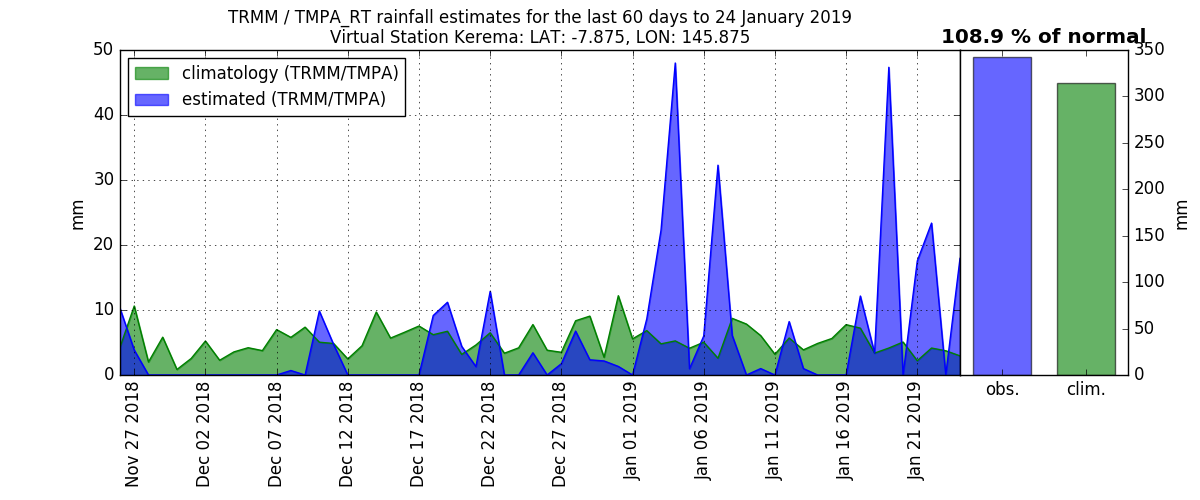 TRMM / TMPA_RT rainfall estimates for the last 60 days to 24 January 2019
Virtual Station Kerema: LAT: -7.875, LON: 145.875
108.9 % of normal
climatology (TRMM/TMPA)
estimated (TRMM/TMPA)
50
40
30
20
10
0
mm
Nov 27 2018
Dec 02 2018
Dec 07 2018
Dec 12 2018
Dec 17 2018
Dec 22 2018
Dec 27 2018
Jan 01 2019
Jan 06 2019
Jan 11 2019
Jan 16 2019
Jan 21 2019
obs.
clim.
350
300
250
200
150
100
50
0
mm